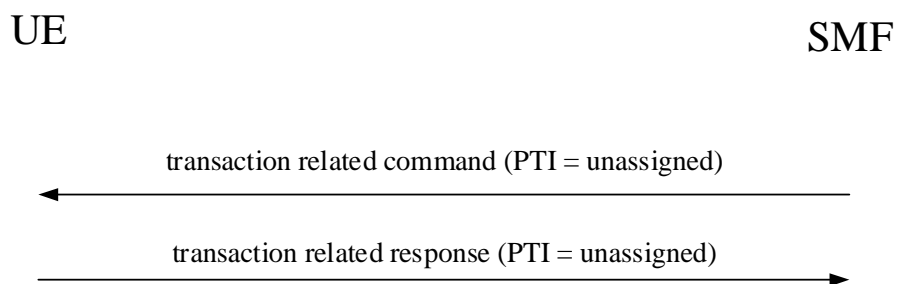 UE
SMF
transaction related command (PTI = unassigned)
transaction related response (PTI = unassigned)